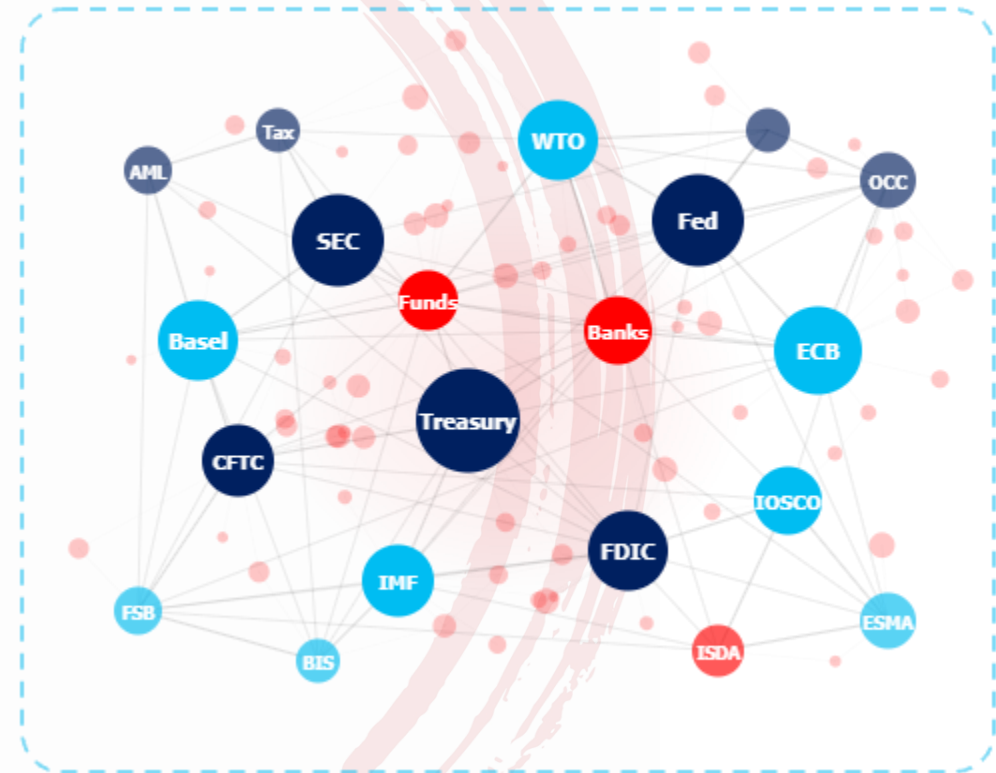 Tax
WTO
AML
OCC
SEC
Fed
Funds
Banks
Basel
ECB
Treasury
CFTC
IOSCO
FDIC
IMF
FSB
ESMA
BIS
ISDA